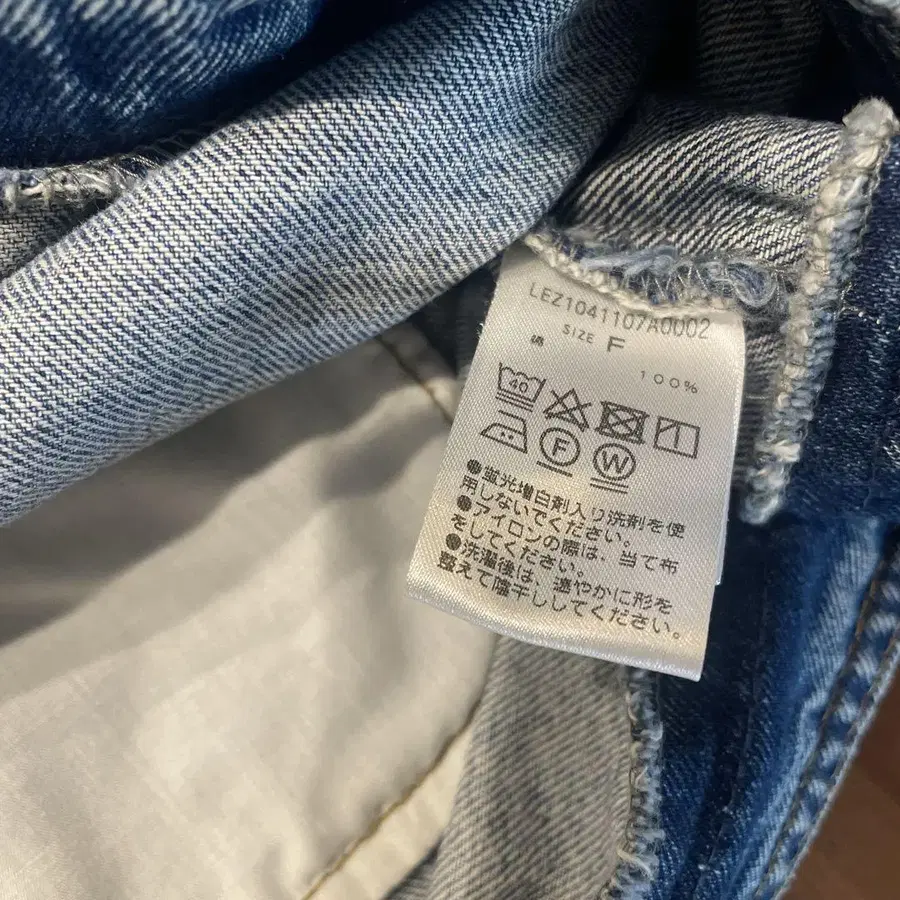 LEZ1041107A0002
SIZE F
綿 100%
40
F W
●蛍光増白剤入り洗剤を使
用しないでください。
●アイロンの際は、当て布
をしてください。
●洗濯後は、速やかに形を
整えて陰干ししてください。